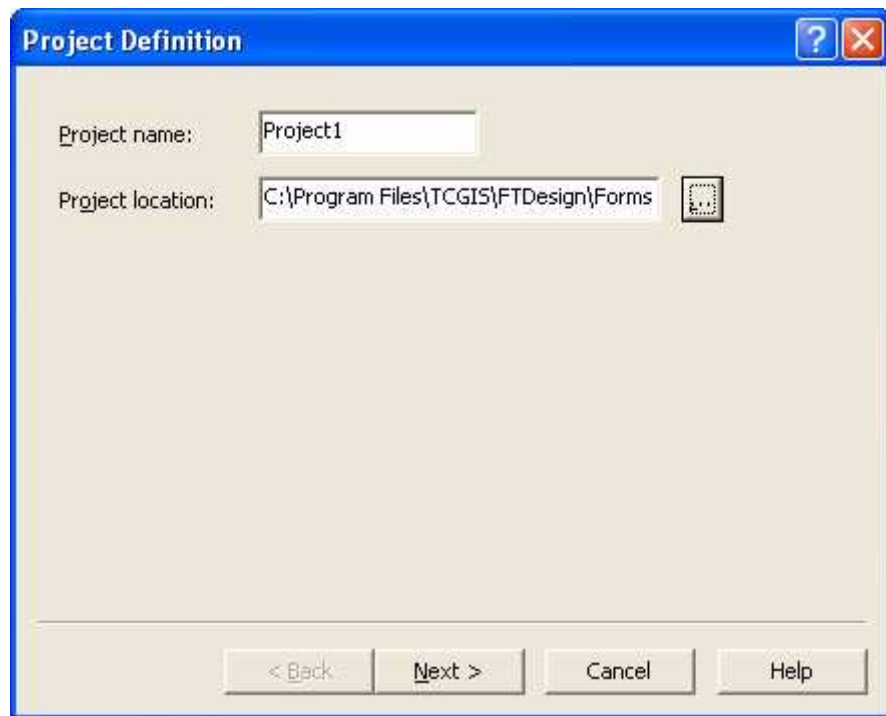 Project Definition
Project name: Project1
Project location: C:\Program Files\TCGIS\FTDesign\Forms ...
< Back Next > Cancel Help